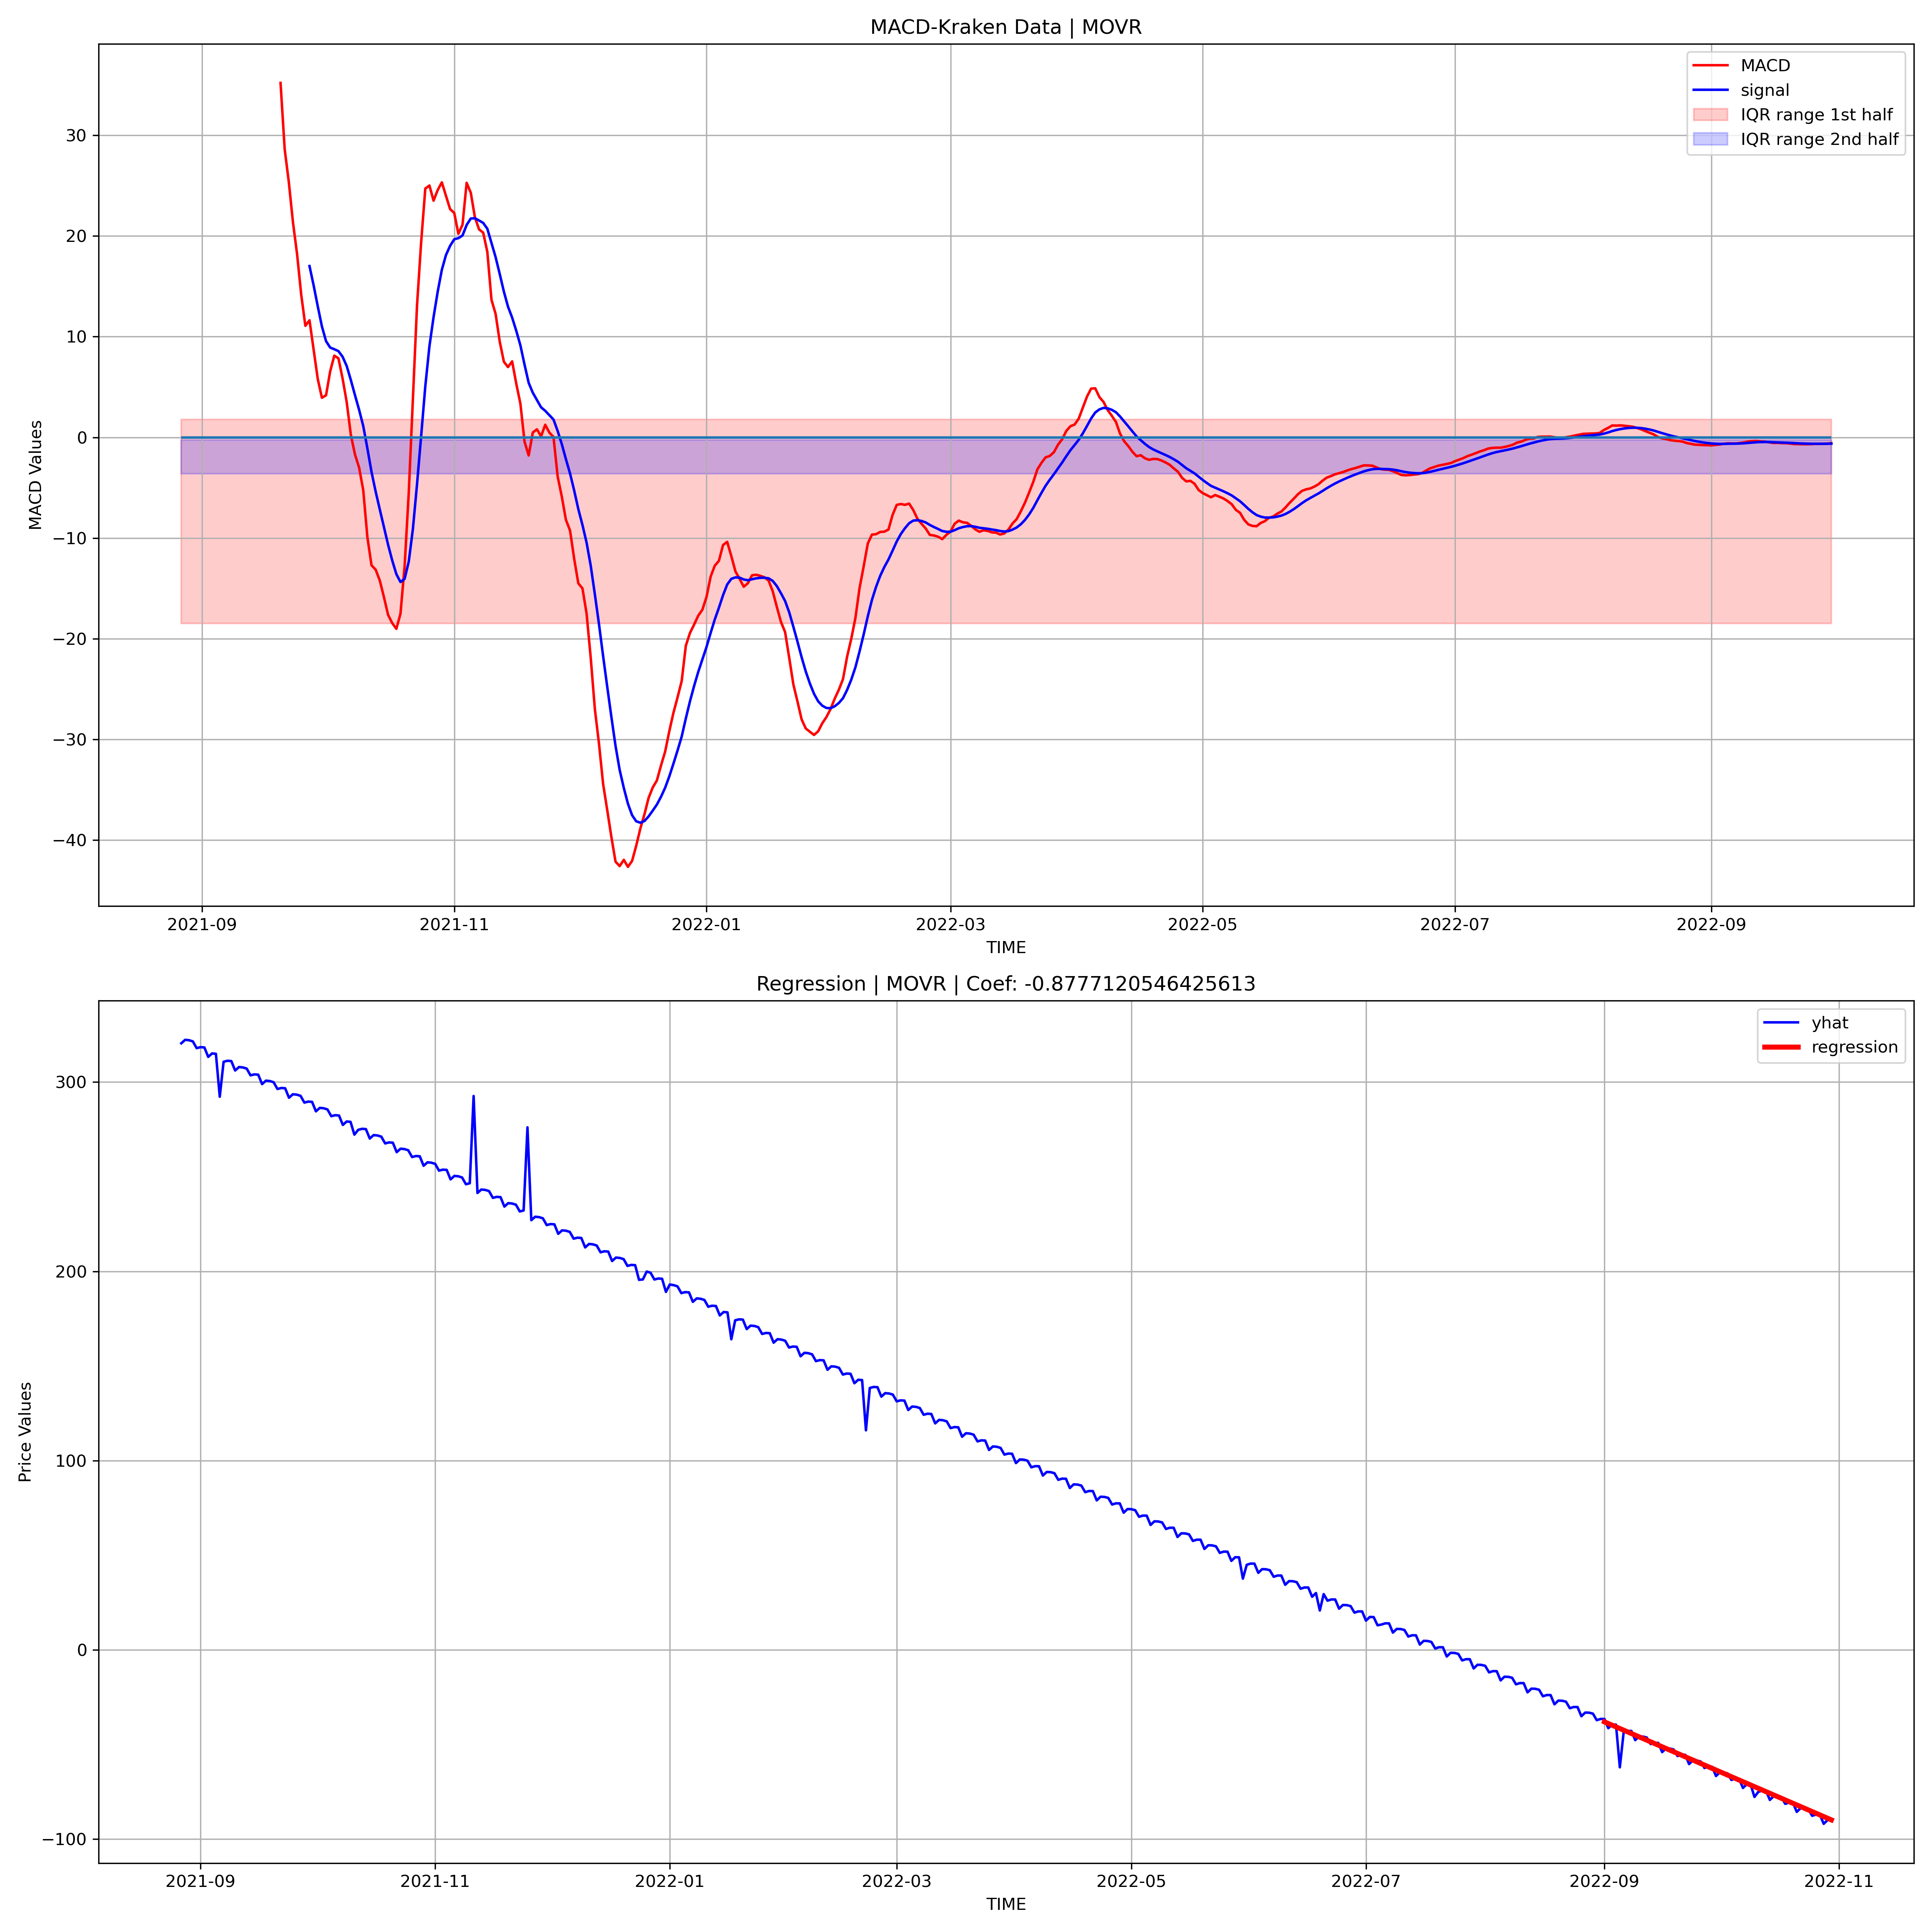 MACD-Kraken Data | MOVR
MACD
signal
IQR range 1st half
IQR range 2nd half
MACD Values
30
20
10
0
−10
−20
−30
−40
2021-09
2021-11
2022-01
2022-03
2022-05
2022-07
2022-09
TIME
Regression | MOVR | Coef: -0.8777120546425613
yhat
regression
Price Values
300
200
100
0
−100
2021-09
2021-11
2022-01
2022-03
2022-05
2022-07
2022-09
2022-11
TIME